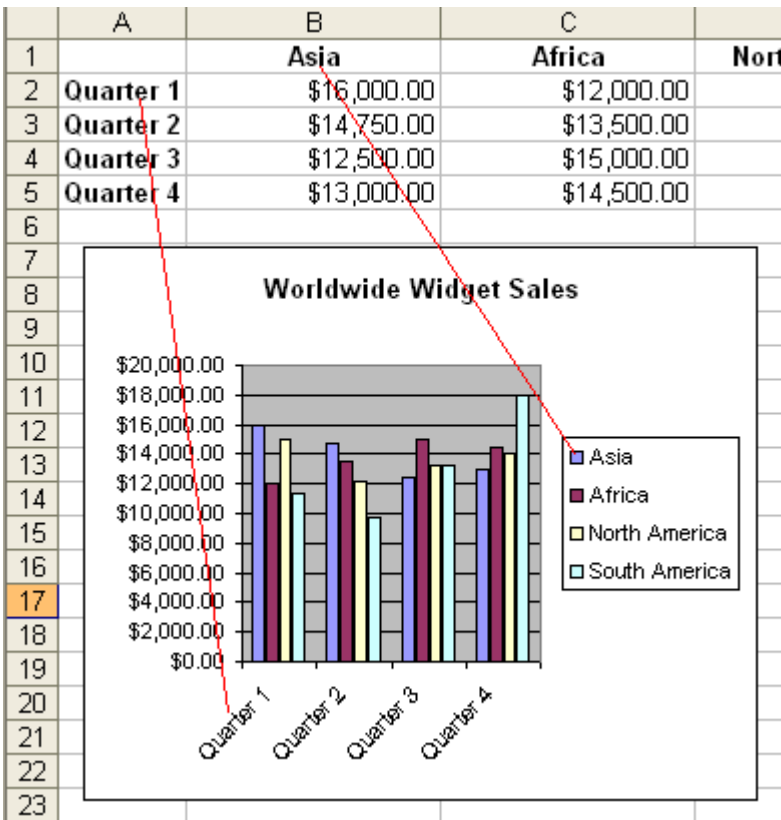 A B C
1 Asia Africa Nort
2 Quarter 1 $16,000.00 $12,000.00
3 Quarter 2 $14,750.00 $13,500.00
4 Quarter 3 $12,500.00 $15,000.00
5 Quarter 4 $13,000.00 $14,500.00
6
7
8
9
10
11
12
13
14
15
16
17
18
19
20
21
22
23
Worldwide Widget Sales
$20,000.00
$18,000.00
$16,000.00
$14,000.00
$12,000.00
$10,000.00
$8,000.00
$6,000.00
$4,000.00
$2,000.00
$0.00
Quarter 1 Quarter 2 Quarter 3 Quarter 4
Asia
Africa
North America
South America